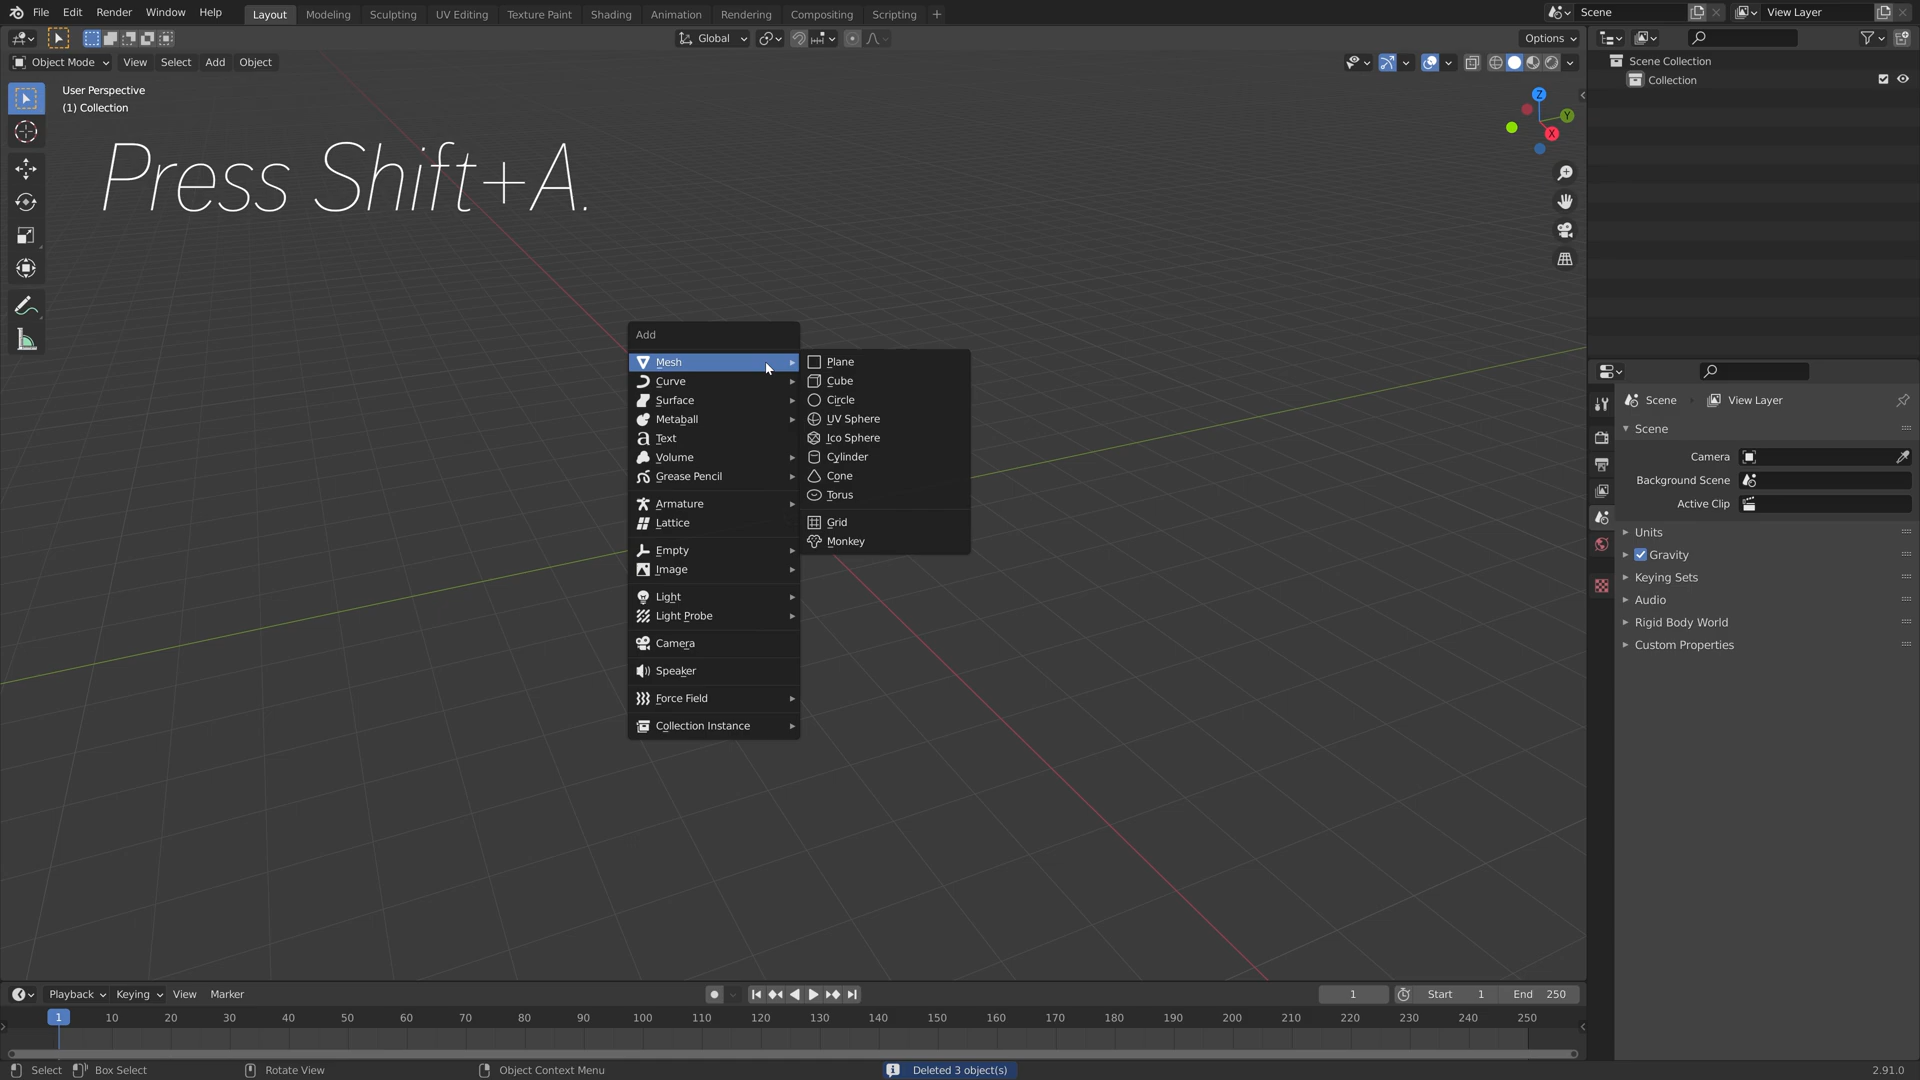 File Edit Render Window Help Layout Modeling Sculpting UV Editing Texture Paint Shading Animation Rendering Compositing Scripting + Scene View Layer
Global Options
Object Mode View Select Add Object
User Perspective
(1) Collection
Press Shift+A.
Z
Y
X
Add
Mesh
Curve
Surface
Metaball
Text
Volume
Grease Pencil
Armature
Lattice
Empty
Image
Light
Light Probe
Camera
Speaker
Force Field
Collection Instance
Plane
Cube
Circle
UV Sphere
Ico Sphere
Cylinder
Cone
Torus
Grid
Monkey
Scene Collection
Collection
Scene View Layer
Scene
Camera
Background Scene
Active Clip
Units
Gravity
Keying Sets
Audio
Rigid Body World
Custom Properties
Playback Keying View Marker 1 Start 1 End 250
1 10 20 30 40 50 60 70 80 90 100 110 120 130 140 150 160 170 180 190 200 210 220 230 240 250
Select Box Select Rotate View Object Context Menu Deleted 3 object(s) 2.91.0